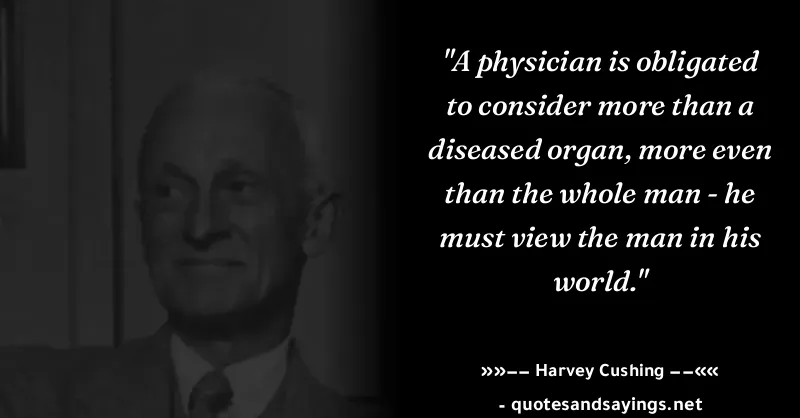 "A physician is obligated
to consider more than a
diseased organ, more even
than the whole man - he
must view the man in his
world."
»»–– Harvey Cushing ––««
- quotesandsayings.net